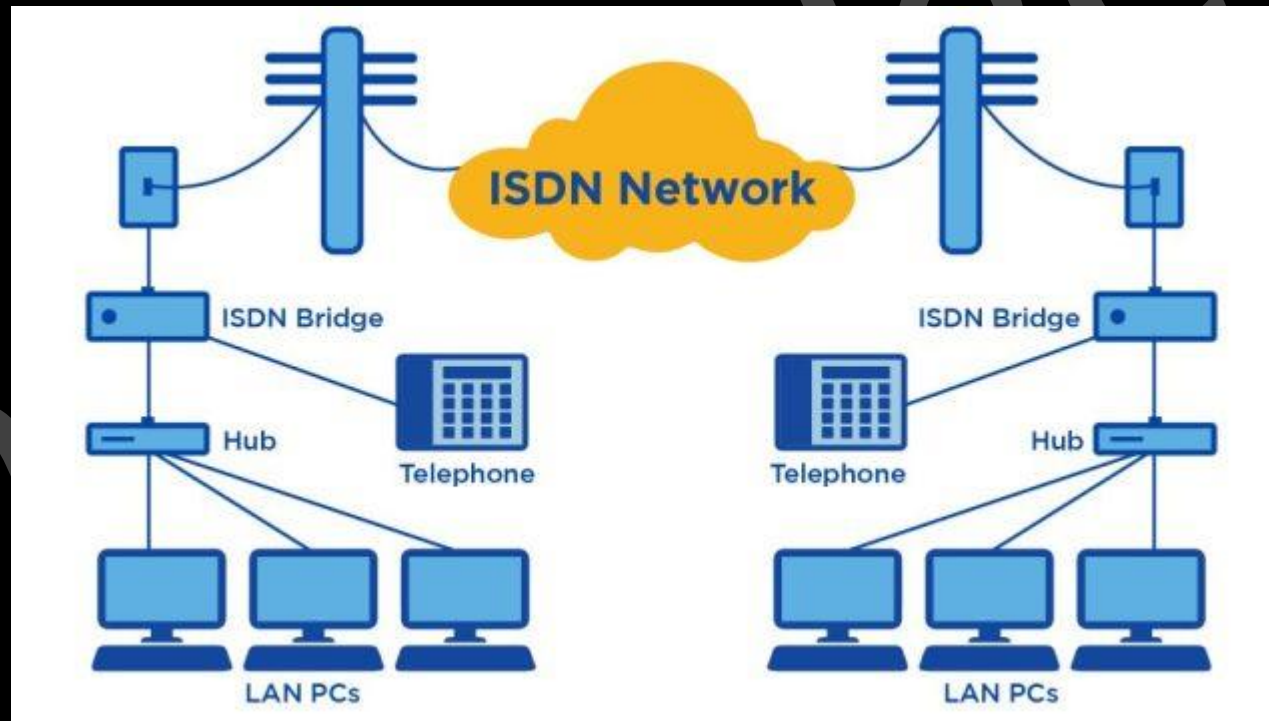 ISDN Network
ISDN Bridge
ISDN Bridge
Hub
Hub
Telephone
Telephone
LAN PCs
LAN PCs